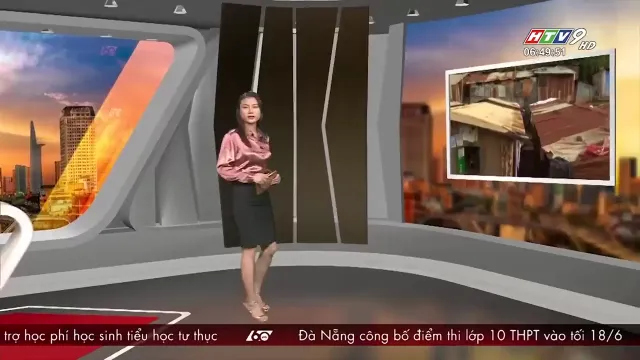 HTV9 HD
06:49:51
trợ học phí học sinh tiểu học tư thục 60 Đà Nẵng công bố điểm thi lớp 10 THPT vào tối 18/6